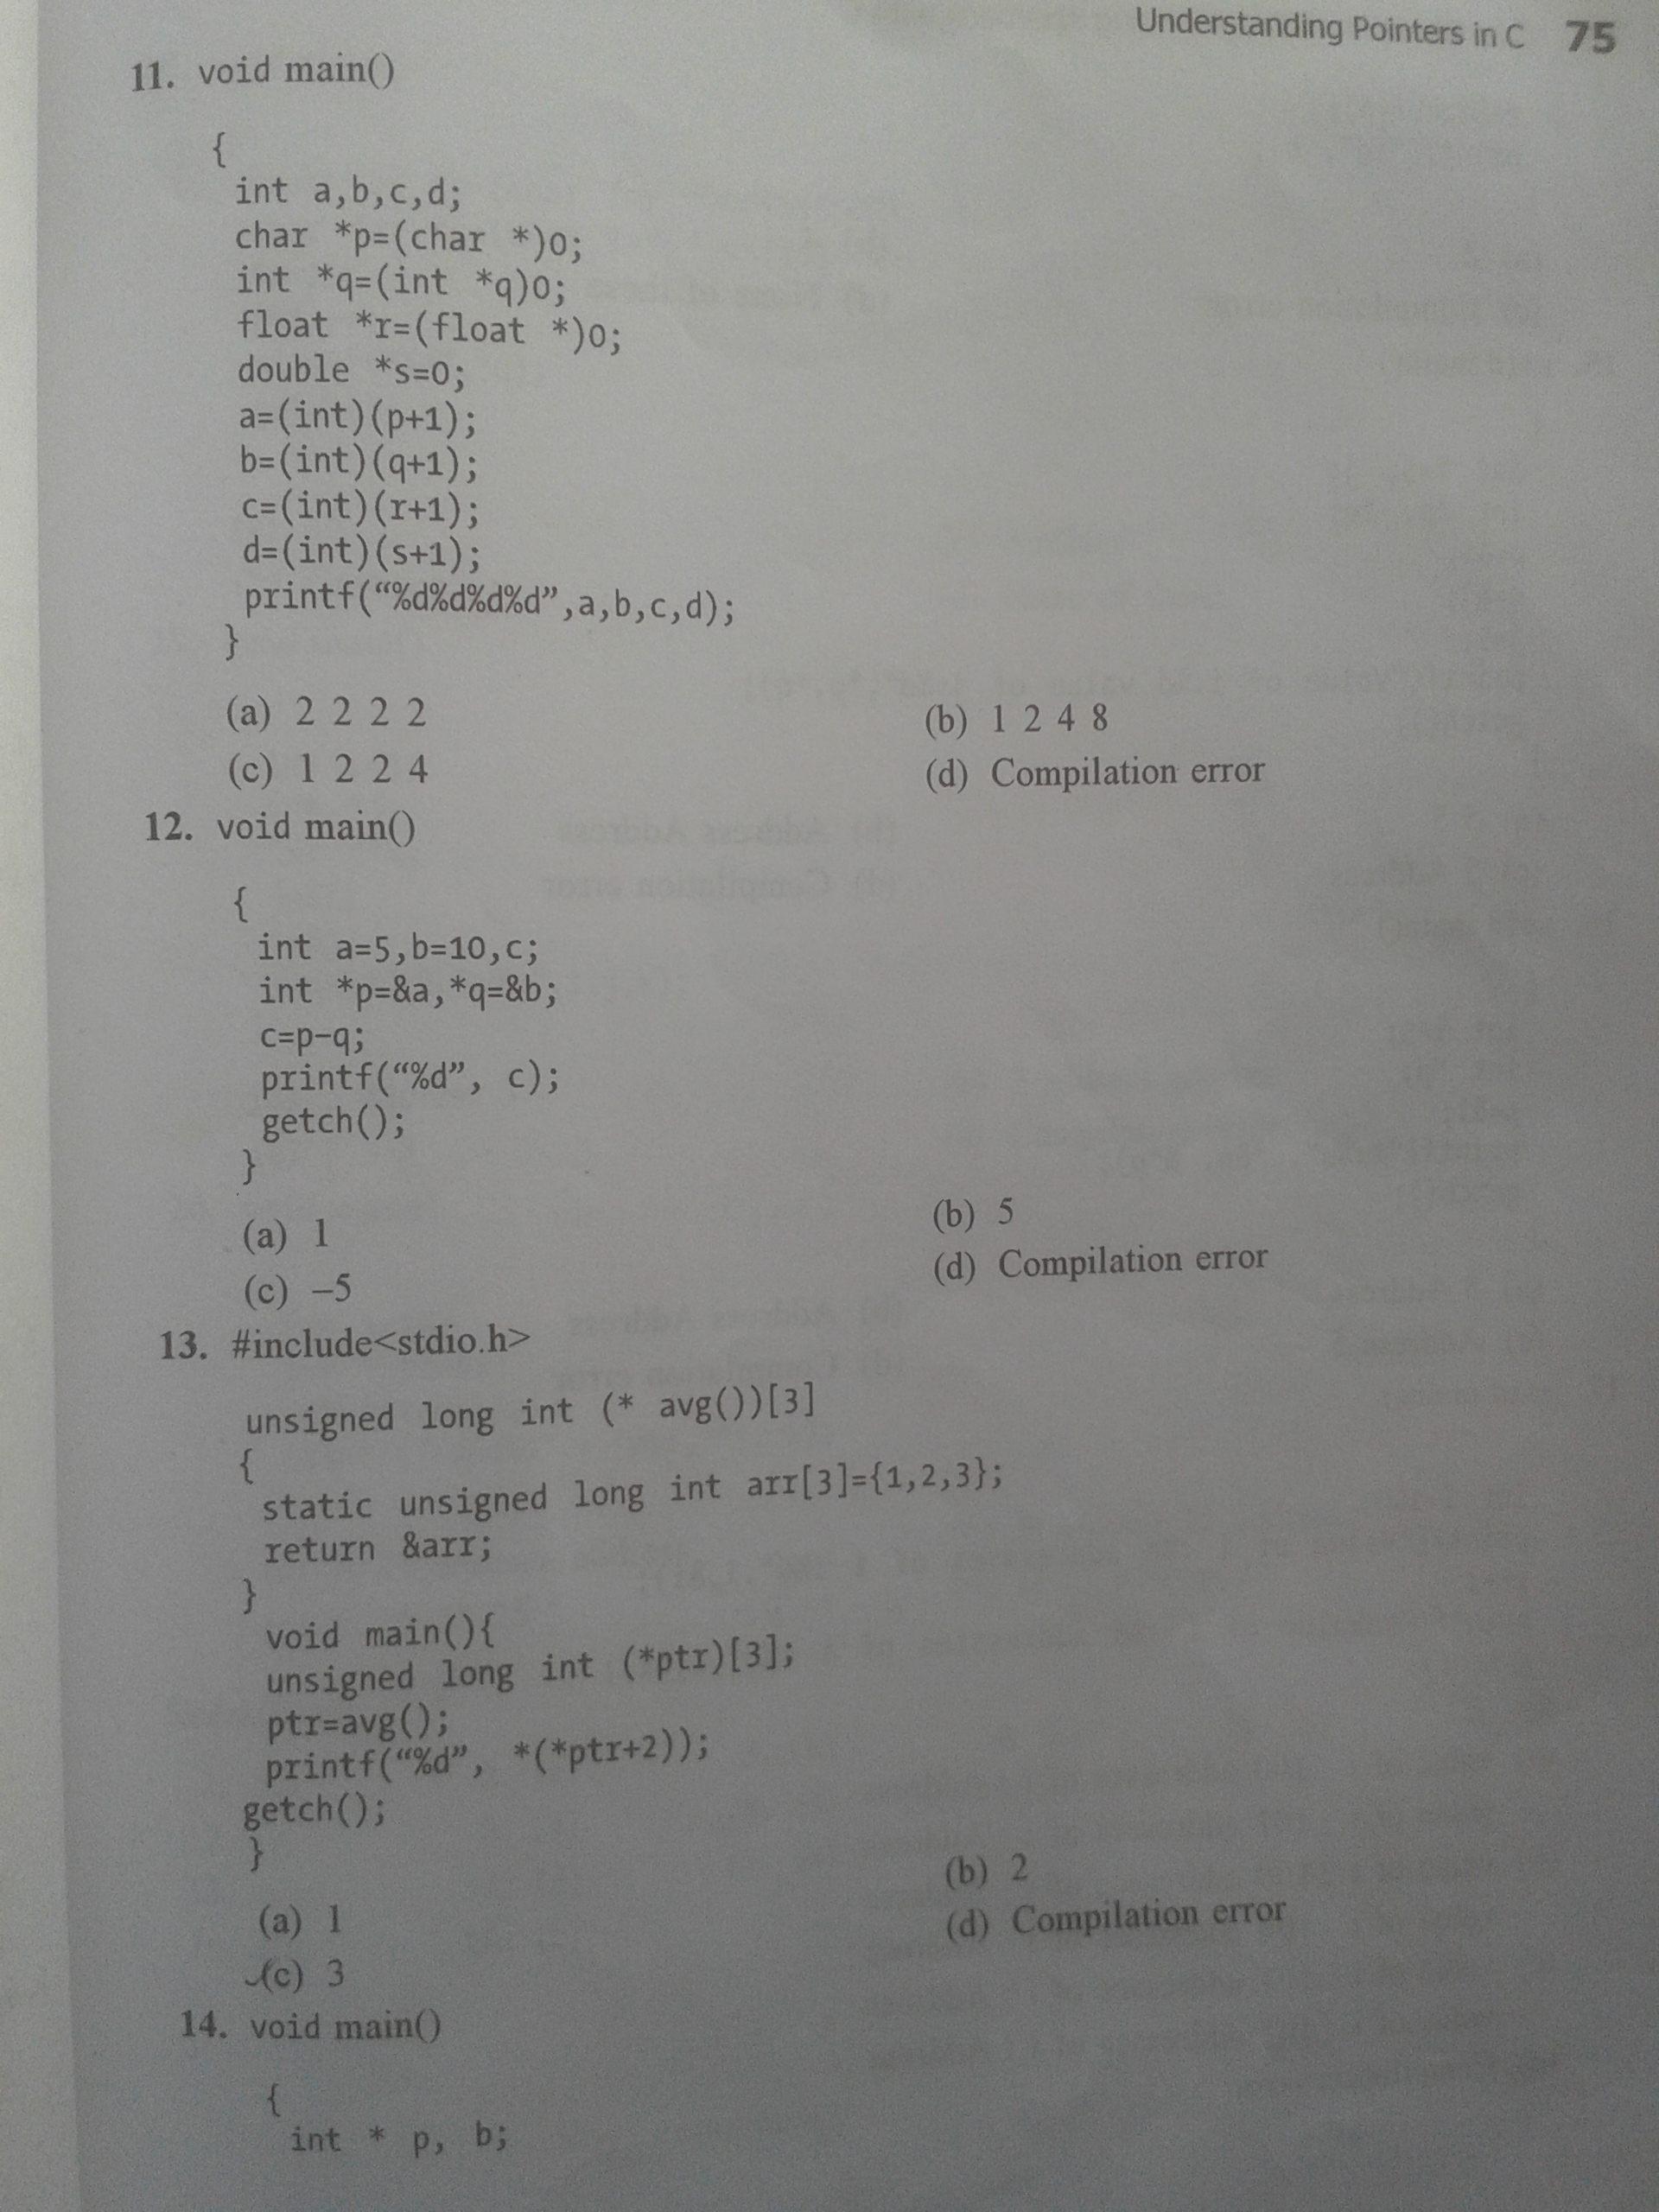 Understanding Pointers in C 75
11. void main()
{
int a,b,c,d;
char *p=(char *)0;
int *q=(int *q)0;
float *r=(float *)0;
double *s=0;
a=(int)(p+1);
b=(int)(q+1);
c=(int)(r+1);
d=(int)(s+1);
printf(“%d%d%d%d”,a,b,c,d);
}
(a) 2 2 2 2 (b) 1 2 4 8
(c) 1 2 2 4 (d) Compilation error
12. void main()
{
int a=5,b=10,c;
int *p=&a,*q=&b;
c=p–q;
printf(“%d”, c);
getch();
}
(a) 1 (b) 5
(c) –5 (d) Compilation error
13. #include<stdio.h>
unsigned long int (* avg())[3]
{
static unsigned long int arr[3]={1,2,3};
return &arr;
}
void main(){
unsigned long int (*ptr)[3];
ptr=avg();
printf(“%d”, *(*ptr+2));
getch();
}
(a) 1 (b) 2
(c) 3 (d) Compilation error
14. void main()
{
int * p, b;